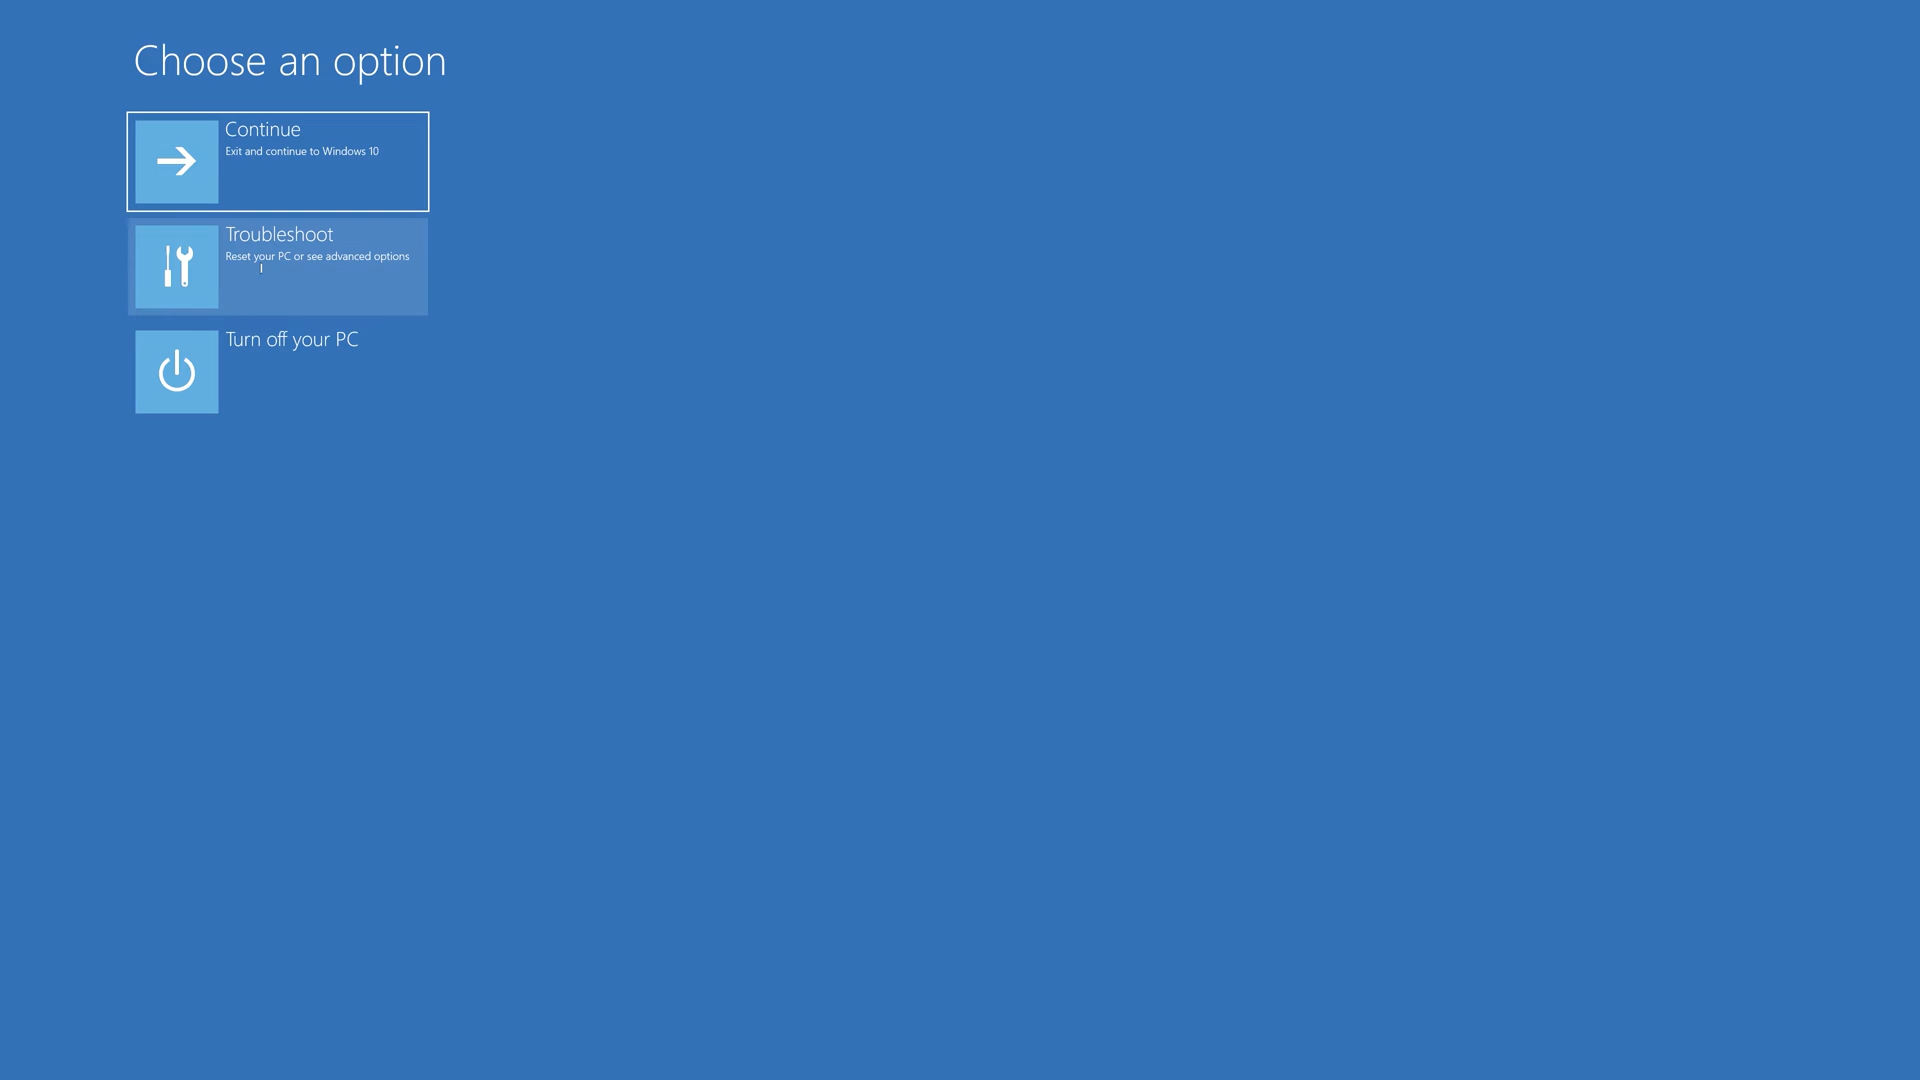 Choose an option
Continue
Exit and continue to Windows 10
Troubleshoot
Reset your PC or see advanced options
Turn off your PC